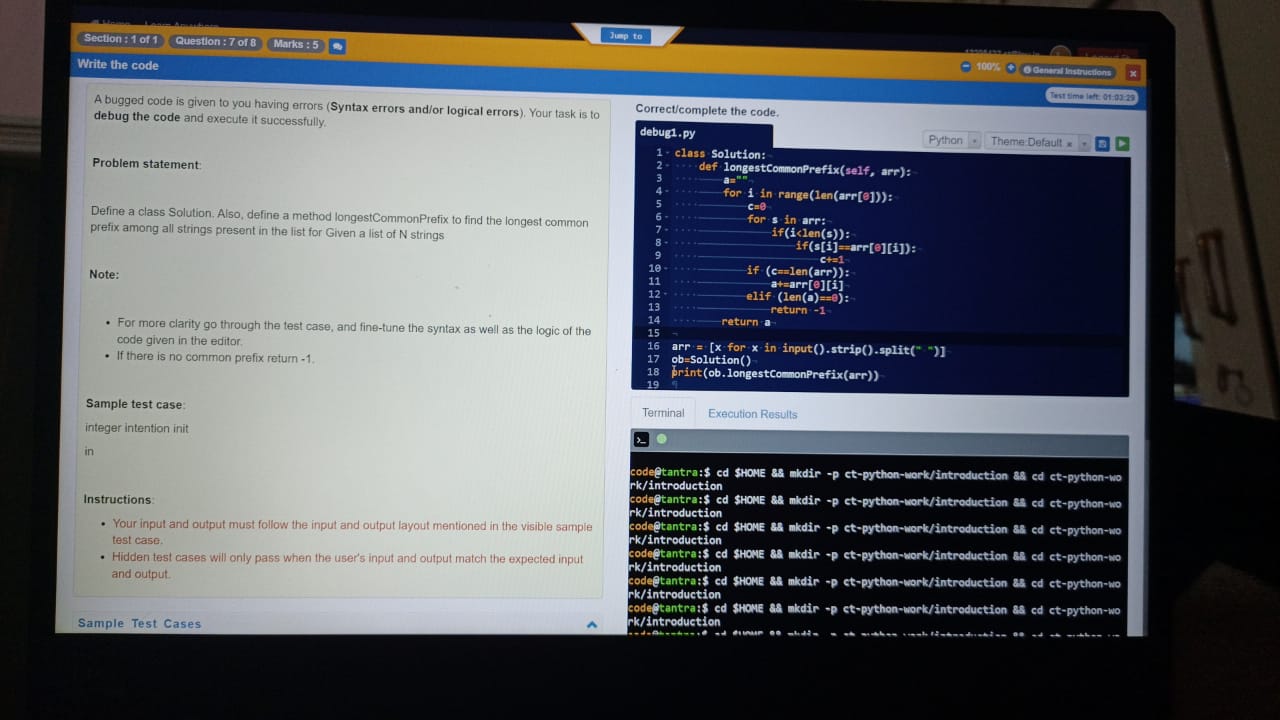 Jump to
Section : 1 of 1 Question : 7 of 8 Marks : 5
100% General Instructions
Write the code
Test time left: 01:03:29
A bugged code is given to you having errors (Syntax errors and/or logical errors). Your task is to
debug the code and execute it successfully.
Problem statement:
Define a class Solution. Also, define a method longestCommonPrefix to find the longest common
prefix among all strings present in the list for Given a list of N strings
Note:
• For more clarity go through the test case, and fine-tune the syntax as well as the logic of the
code given in the editor.
• If there is no common prefix return -1.
Sample test case:
integer intention init
in
Instructions:
• Your input and output must follow the input and output layout mentioned in the visible sample
test case.
• Hidden test cases will only pass when the user's input and output match the expected input
and output.
Sample Test Cases
Correct/complete the code.
debug1.py
Python Theme:Default
1 class Solution:
2 def longestCommonPrefix(self, arr):
3 a=""
4 for i in range(len(arr[0])):
5 c=0
6 for s in arr:
7 if(i<len(s)):
8 if(s[i]==arr[0][i]):
9 c+=1
10 if (c==len(arr)):
11 a+=arr[0][i]
12 elif (len(a)==0):
13 return -1
14 return a
15
16 arr = [x for x in input().strip().split(" ")]
17 ob=Solution()
18 print(ob.longestCommonPrefix(arr))
19
Terminal Execution Results
code@tantra:$ cd $HOME && mkdir -p ct-python-work/introduction && cd ct-python-wo
rk/introduction
code@tantra:$ cd $HOME && mkdir -p ct-python-work/introduction && cd ct-python-wo
rk/introduction
code@tantra:$ cd $HOME && mkdir -p ct-python-work/introduction && cd ct-python-wo
rk/introduction
code@tantra:$ cd $HOME && mkdir -p ct-python-work/introduction && cd ct-python-wo
rk/introduction
code@tantra:$ cd $HOME && mkdir -p ct-python-work/introduction && cd ct-python-wo
rk/introduction
code@tantra:$ cd $HOME && mkdir -p ct-python-work/introduction && cd ct-python-wo
rk/introduction